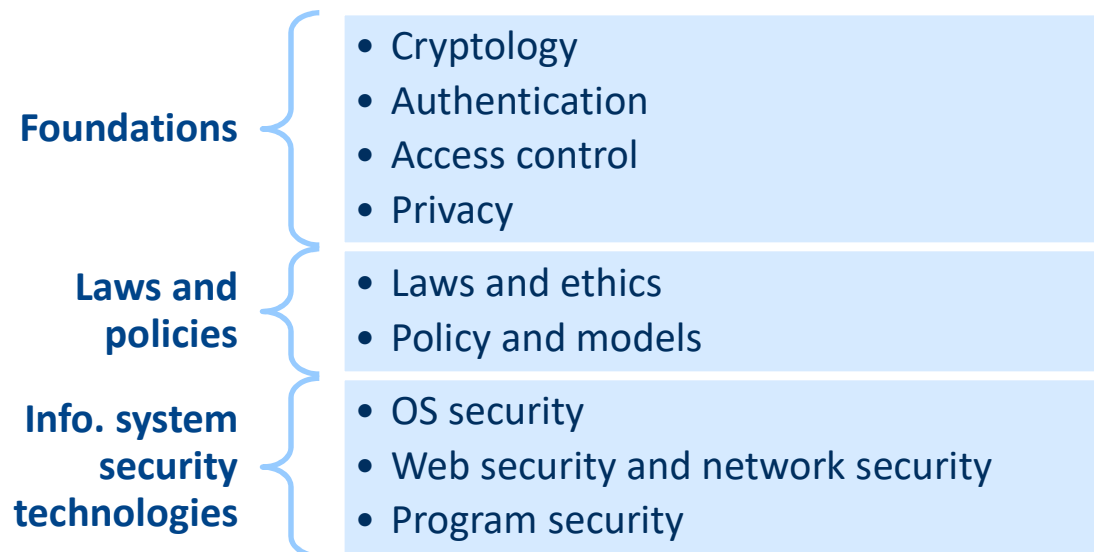 Foundations
• Cryptology
• Authentication
• Access control
• Privacy
Laws and
policies
• Laws and ethics
• Policy and models
Info. system
security
technologies
• OS security
• Web security and network security
• Program security